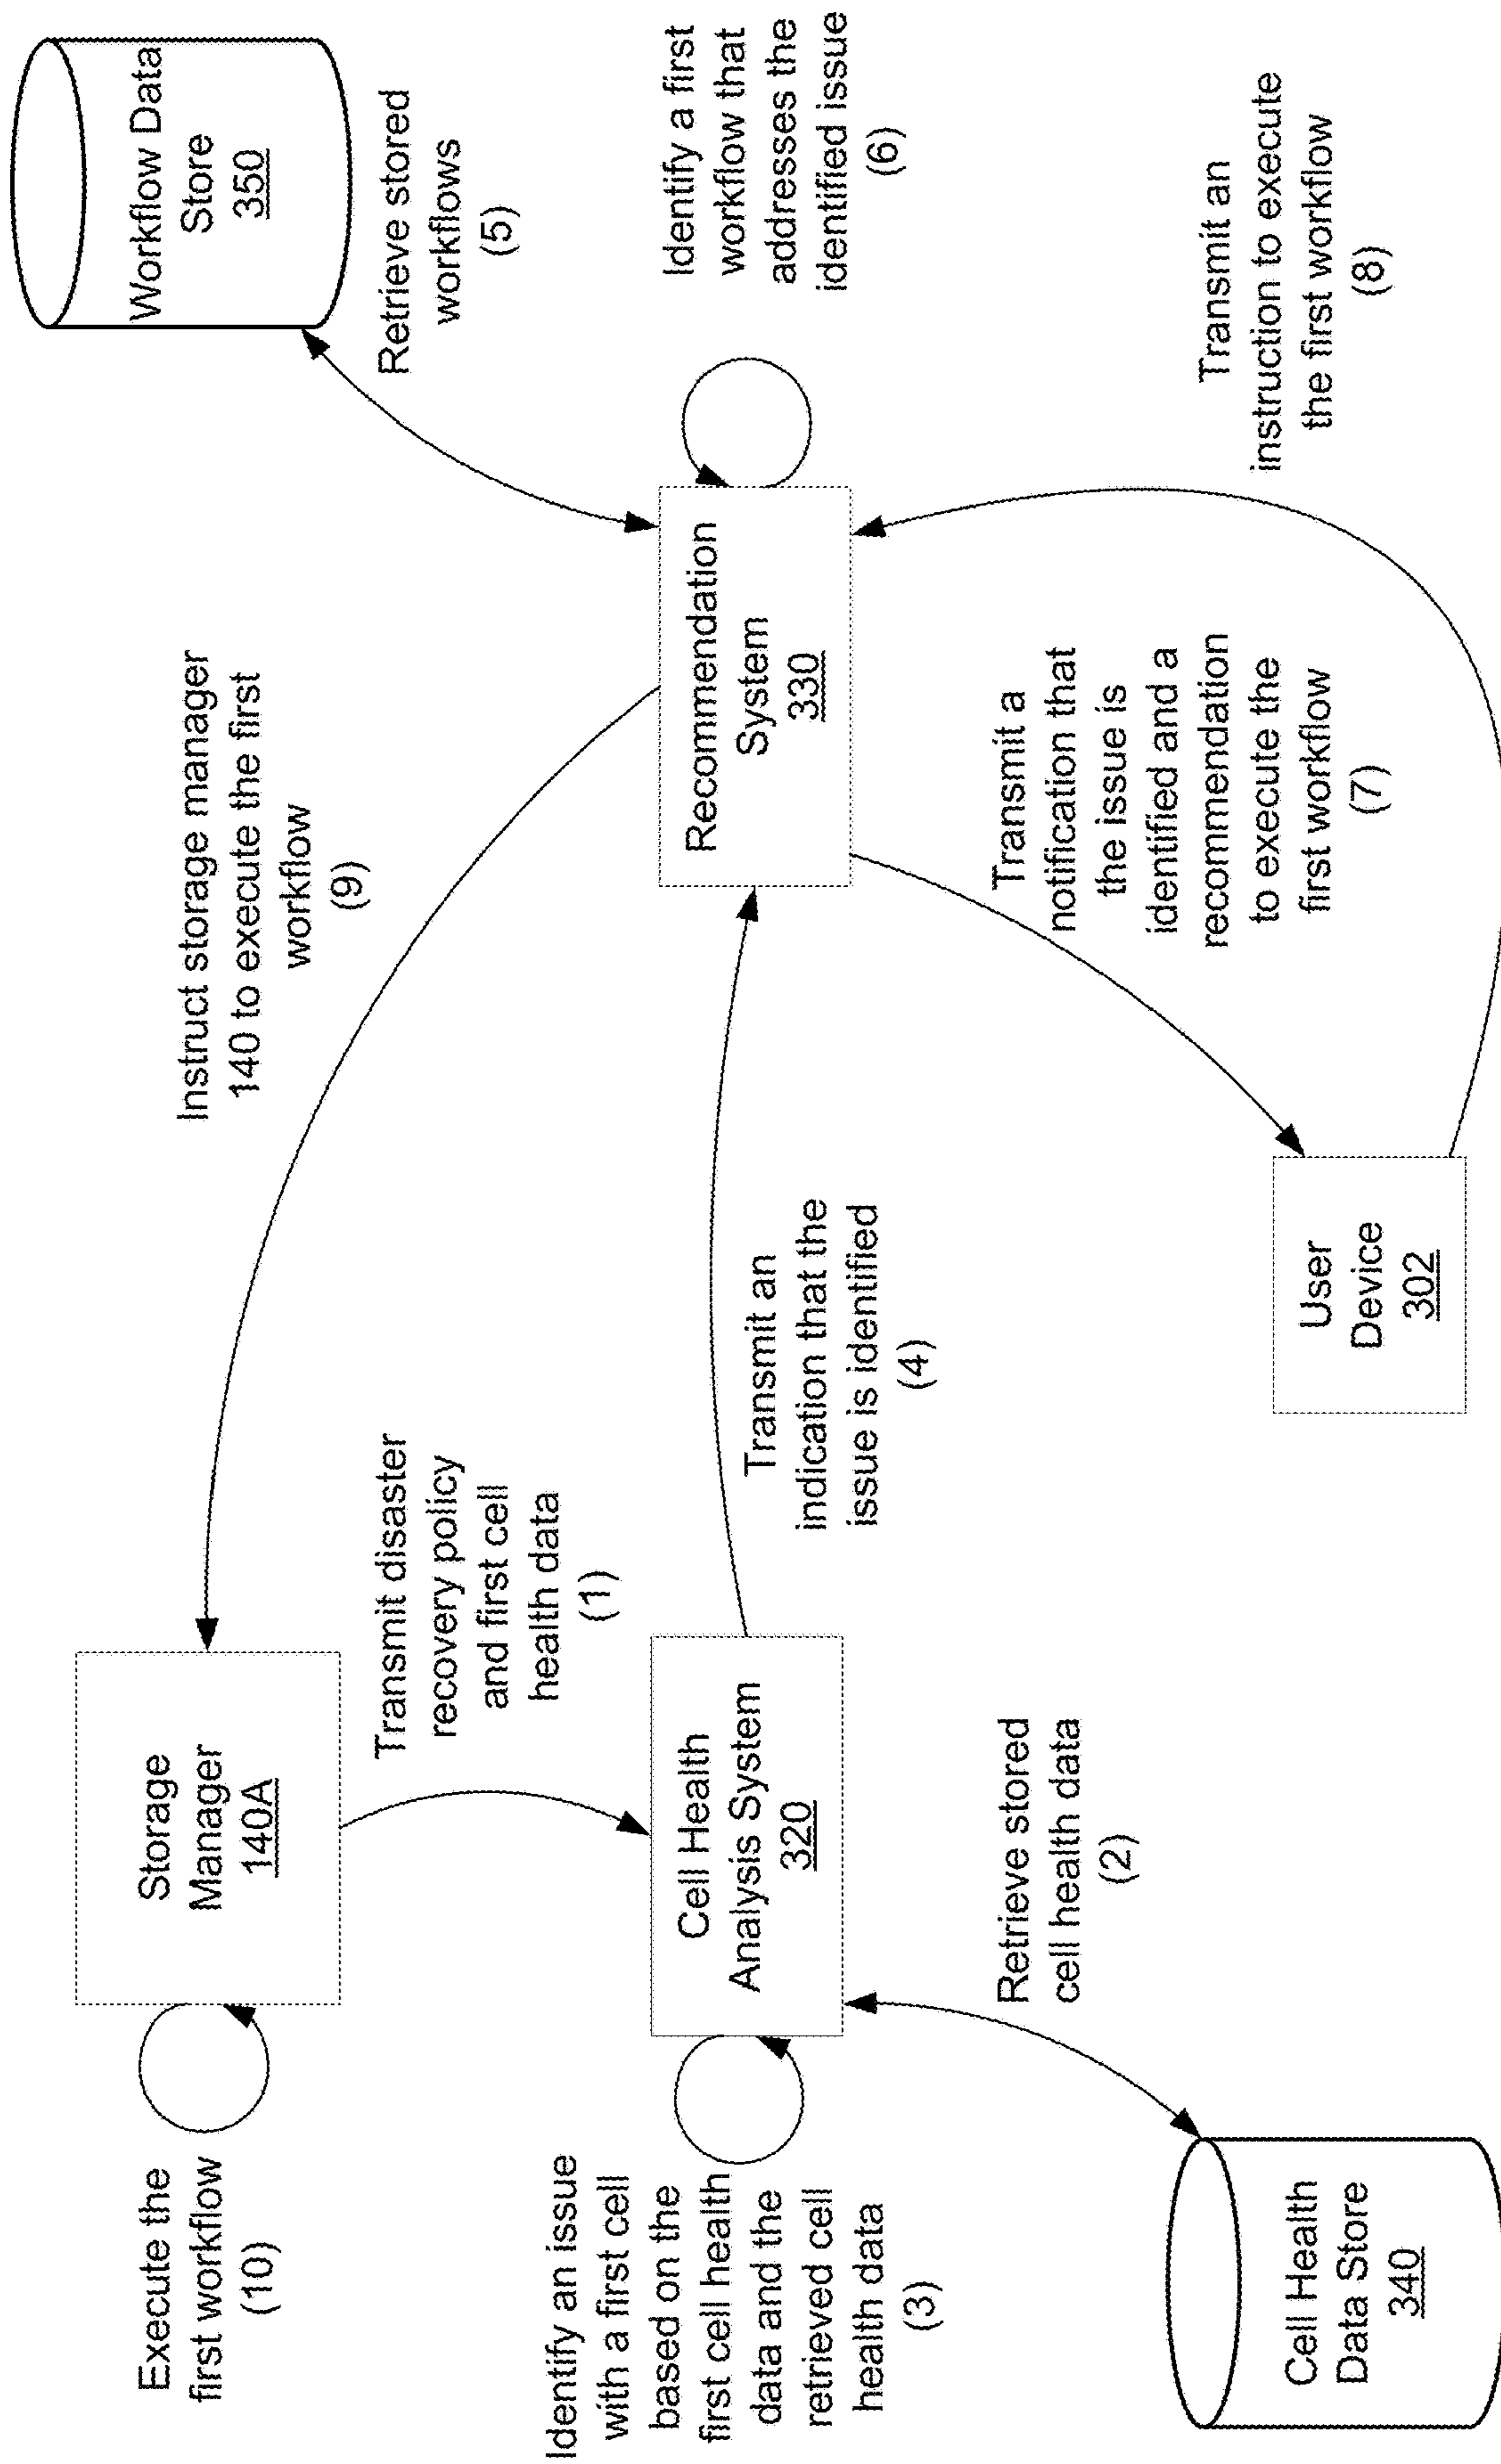 Execute the
first workflow
(10)
Storage
Manager
140A
Instruct storage manager
140 to execute the first
workflow
(9)
Workflow Data
Store
350
Transmit disaster
recovery policy
and first cell
health data
(1)
Retrieve stored
workflows
(5)
Identify an issue
with a first cell
based on the
first cell health
data and the
retrieved cell
health data
(3)
Cell Health
Analysis System
320
Transmit an
indication that the
issue is identified
(4)
Recommendation
System
330
Identify a first
workflow that
addresses the
identified issue
(6)
Retrieve stored
cell health data
(2)
Transmit a
notification that
the issue is
identified and a
recommendation
to execute the
first workflow
(7)
Transmit an
instruction to execute
the first workflow
(8)
Cell Health
Data Store
340
User
Device
302